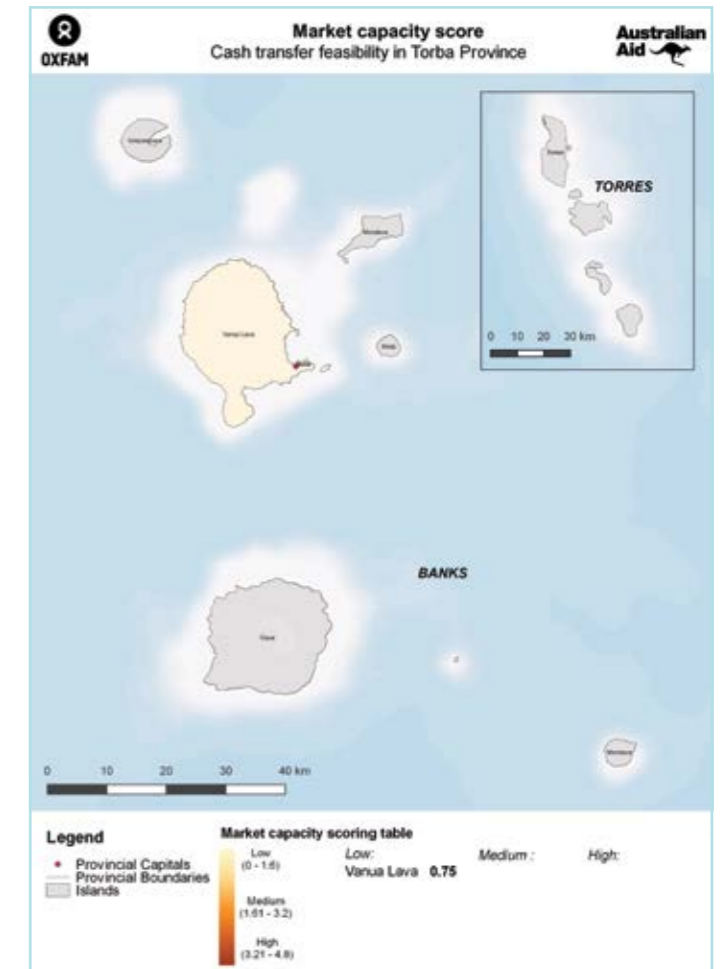 OXFAM
Market capacity score
Cash transfer feasibility in Torba Province
Australian
Aid
TORRES
0 10 20 30 km
Vanua Lava
BANKS
0 10 20 30 40 km
Legend
Provincial Capitals
Provincial Boundaries
Islands
Market capacity scoring table
Low
(0 - 1.6)
Medium
(1.61 - 3.2)
High
(3.21 - 4.8)
Low:
Vanua Lava 0.75
Medium :
High: